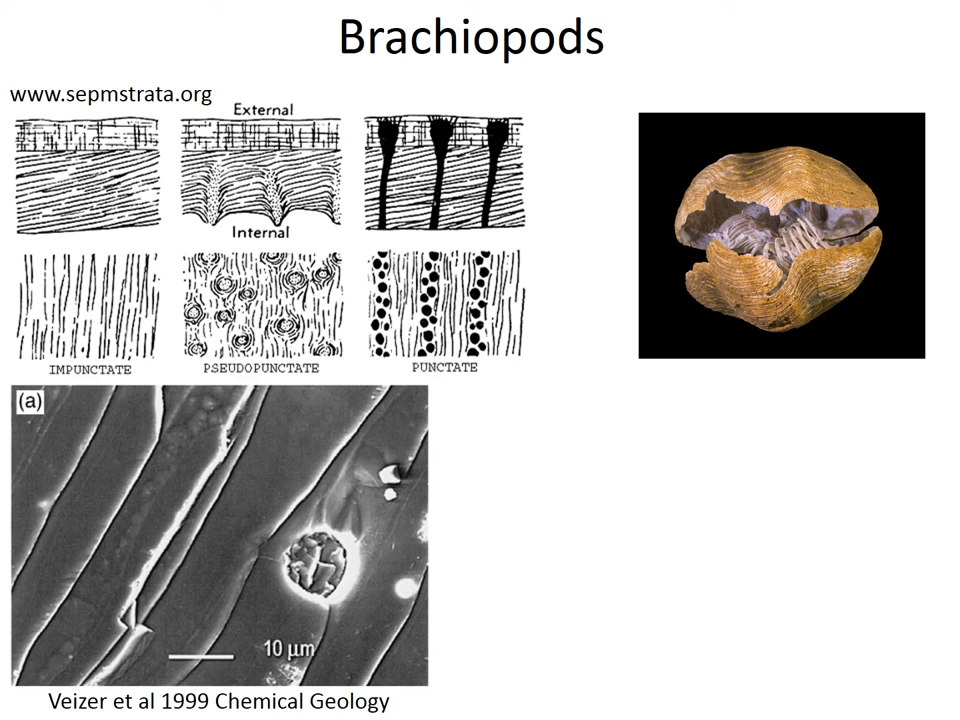 Brachiopods
www.sepmstrata.org
External
Internal
IMPUNCTATE
PSEUDOPUNCTATE
PUNCTATE
(a)
10 µm
Veizer et al 1999 Chemical Geology